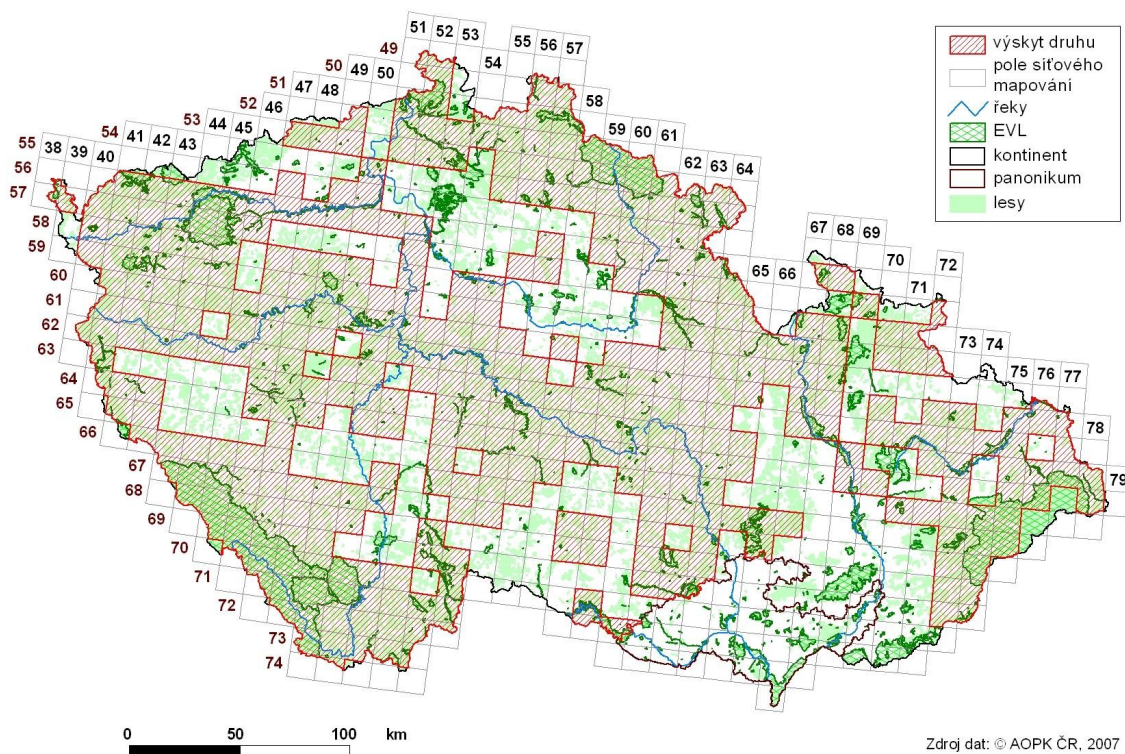 51 52 53
55 56 57
49
54
50
49 50
51
47 48
58
52
46
59 60 61
53
44 45
54
41 42 43
62 63 64
55
38 39 40
56
57
67 68 69
58
70
72
59
65 66
71
60
61
62
73 74
63
75 76 77
64
65
78
66
67
79
68
69
70
71
72
73
74
výskyt druhu
pole síťového
mapování
řeky
EVL
kontinent
panonikum
lesy
0 50 100 km
Zdroj dat: © AOPK ČR, 2007